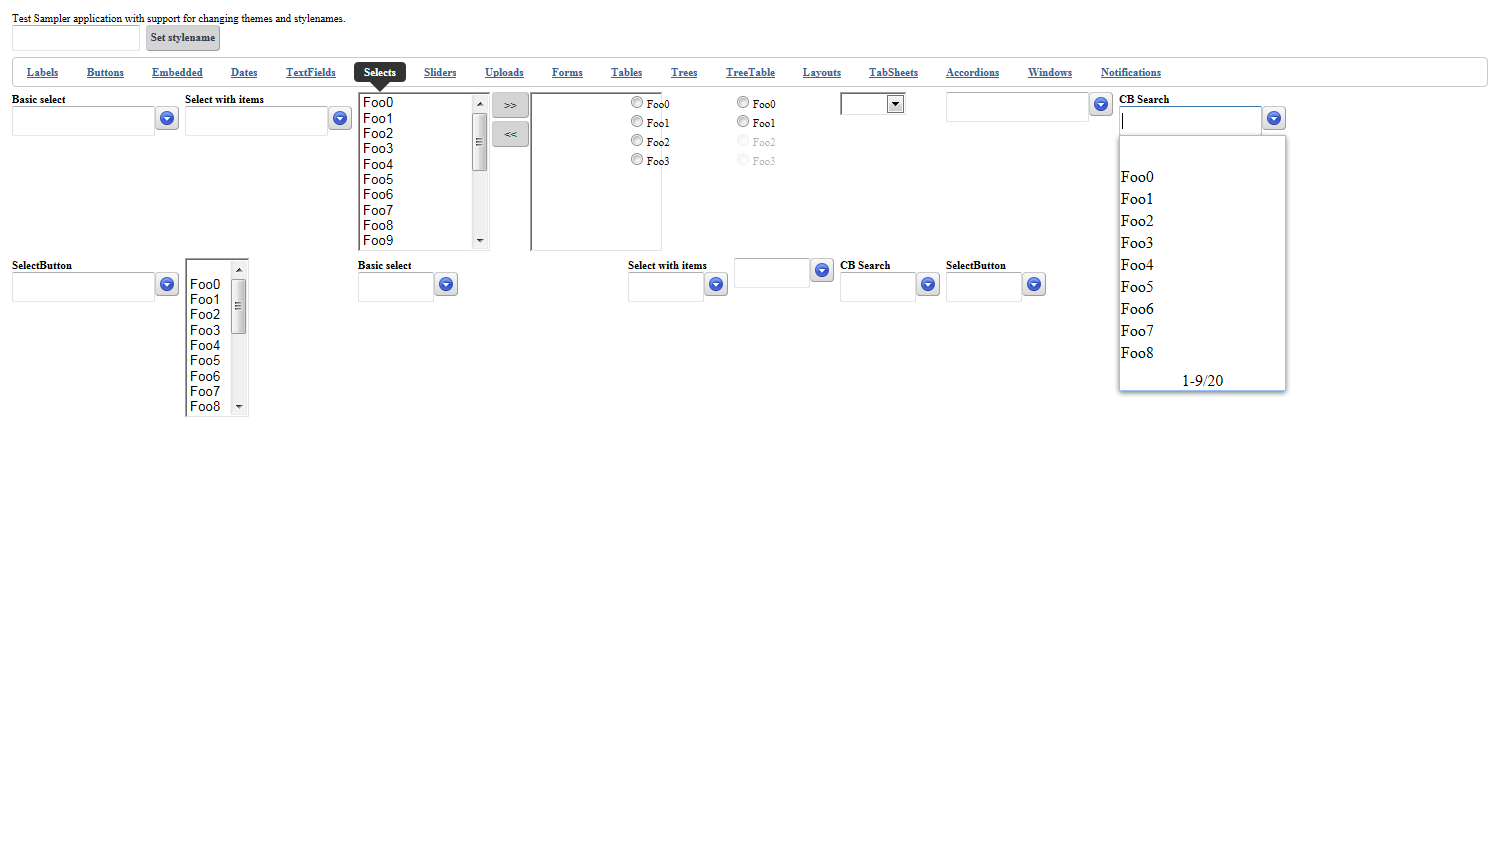 Test Sampler application with support for changing themes and stylenames.
Set stylename
Labels Buttons Embedded Dates TextFields Selects Sliders Uploads Forms Tables Trees TreeTable Layouts TabSheets Accordions Windows Notifications
Basic select
Select with items
Foo0
Foo1
Foo2
Foo3
Foo4
Foo5
Foo6
Foo7
Foo8
Foo9
>>
<<
Foo0
Foo1
Foo2
Foo3
Foo0
Foo1
Foo2
Foo3
CB Search
Foo0
Foo1
Foo2
Foo3
Foo4
Foo5
Foo6
Foo7
Foo8
1-9/20
SelectButton
Foo0
Foo1
Foo2
Foo3
Foo4
Foo5
Foo6
Foo7
Foo8
Basic select
Select with items
CB Search
SelectButton